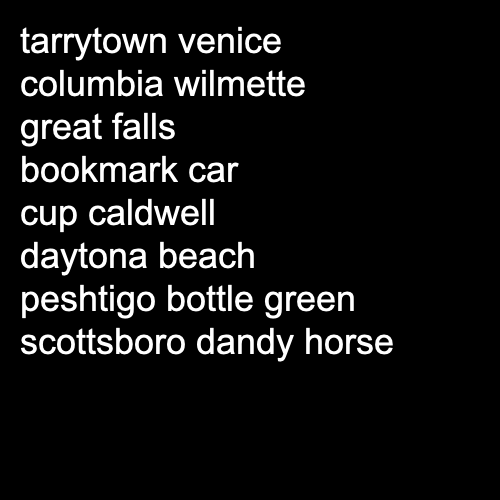 tarrytown venice
columbia wilmette
great falls
bookmark car
cup caldwell
daytona beach
peshtigo bottle green
scottsboro dandy horse